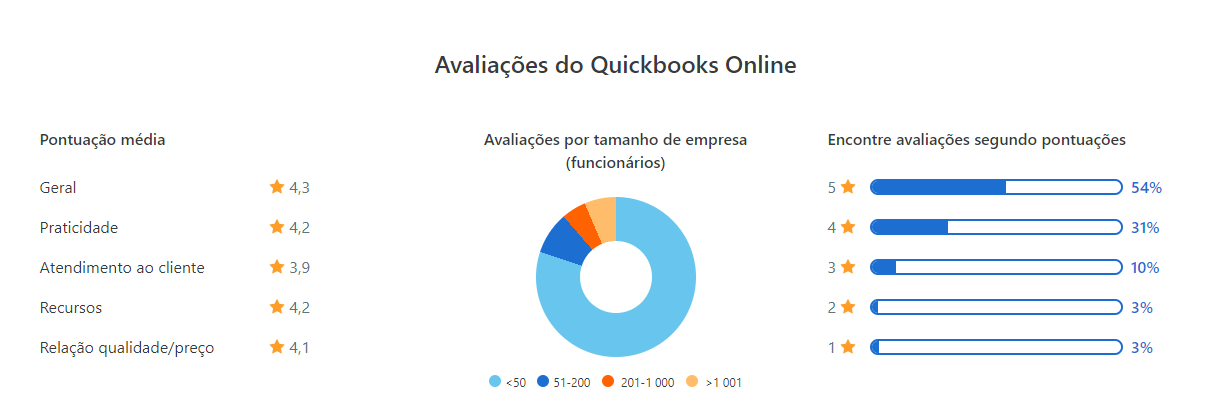 Avaliações do Quickbooks Online
Pontuação média
Geral 4,3
Praticidade 4,2
Atendimento ao cliente 3,9
Recursos 4,2
Relação qualidade/preço 4,1
Avaliações por tamanho de empresa
(funcionários)
<50 51-200 201-1 000 >1 001
Encontre avaliações segundo pontuações
5 54%
4 31%
3 10%
2 3%
1 3%